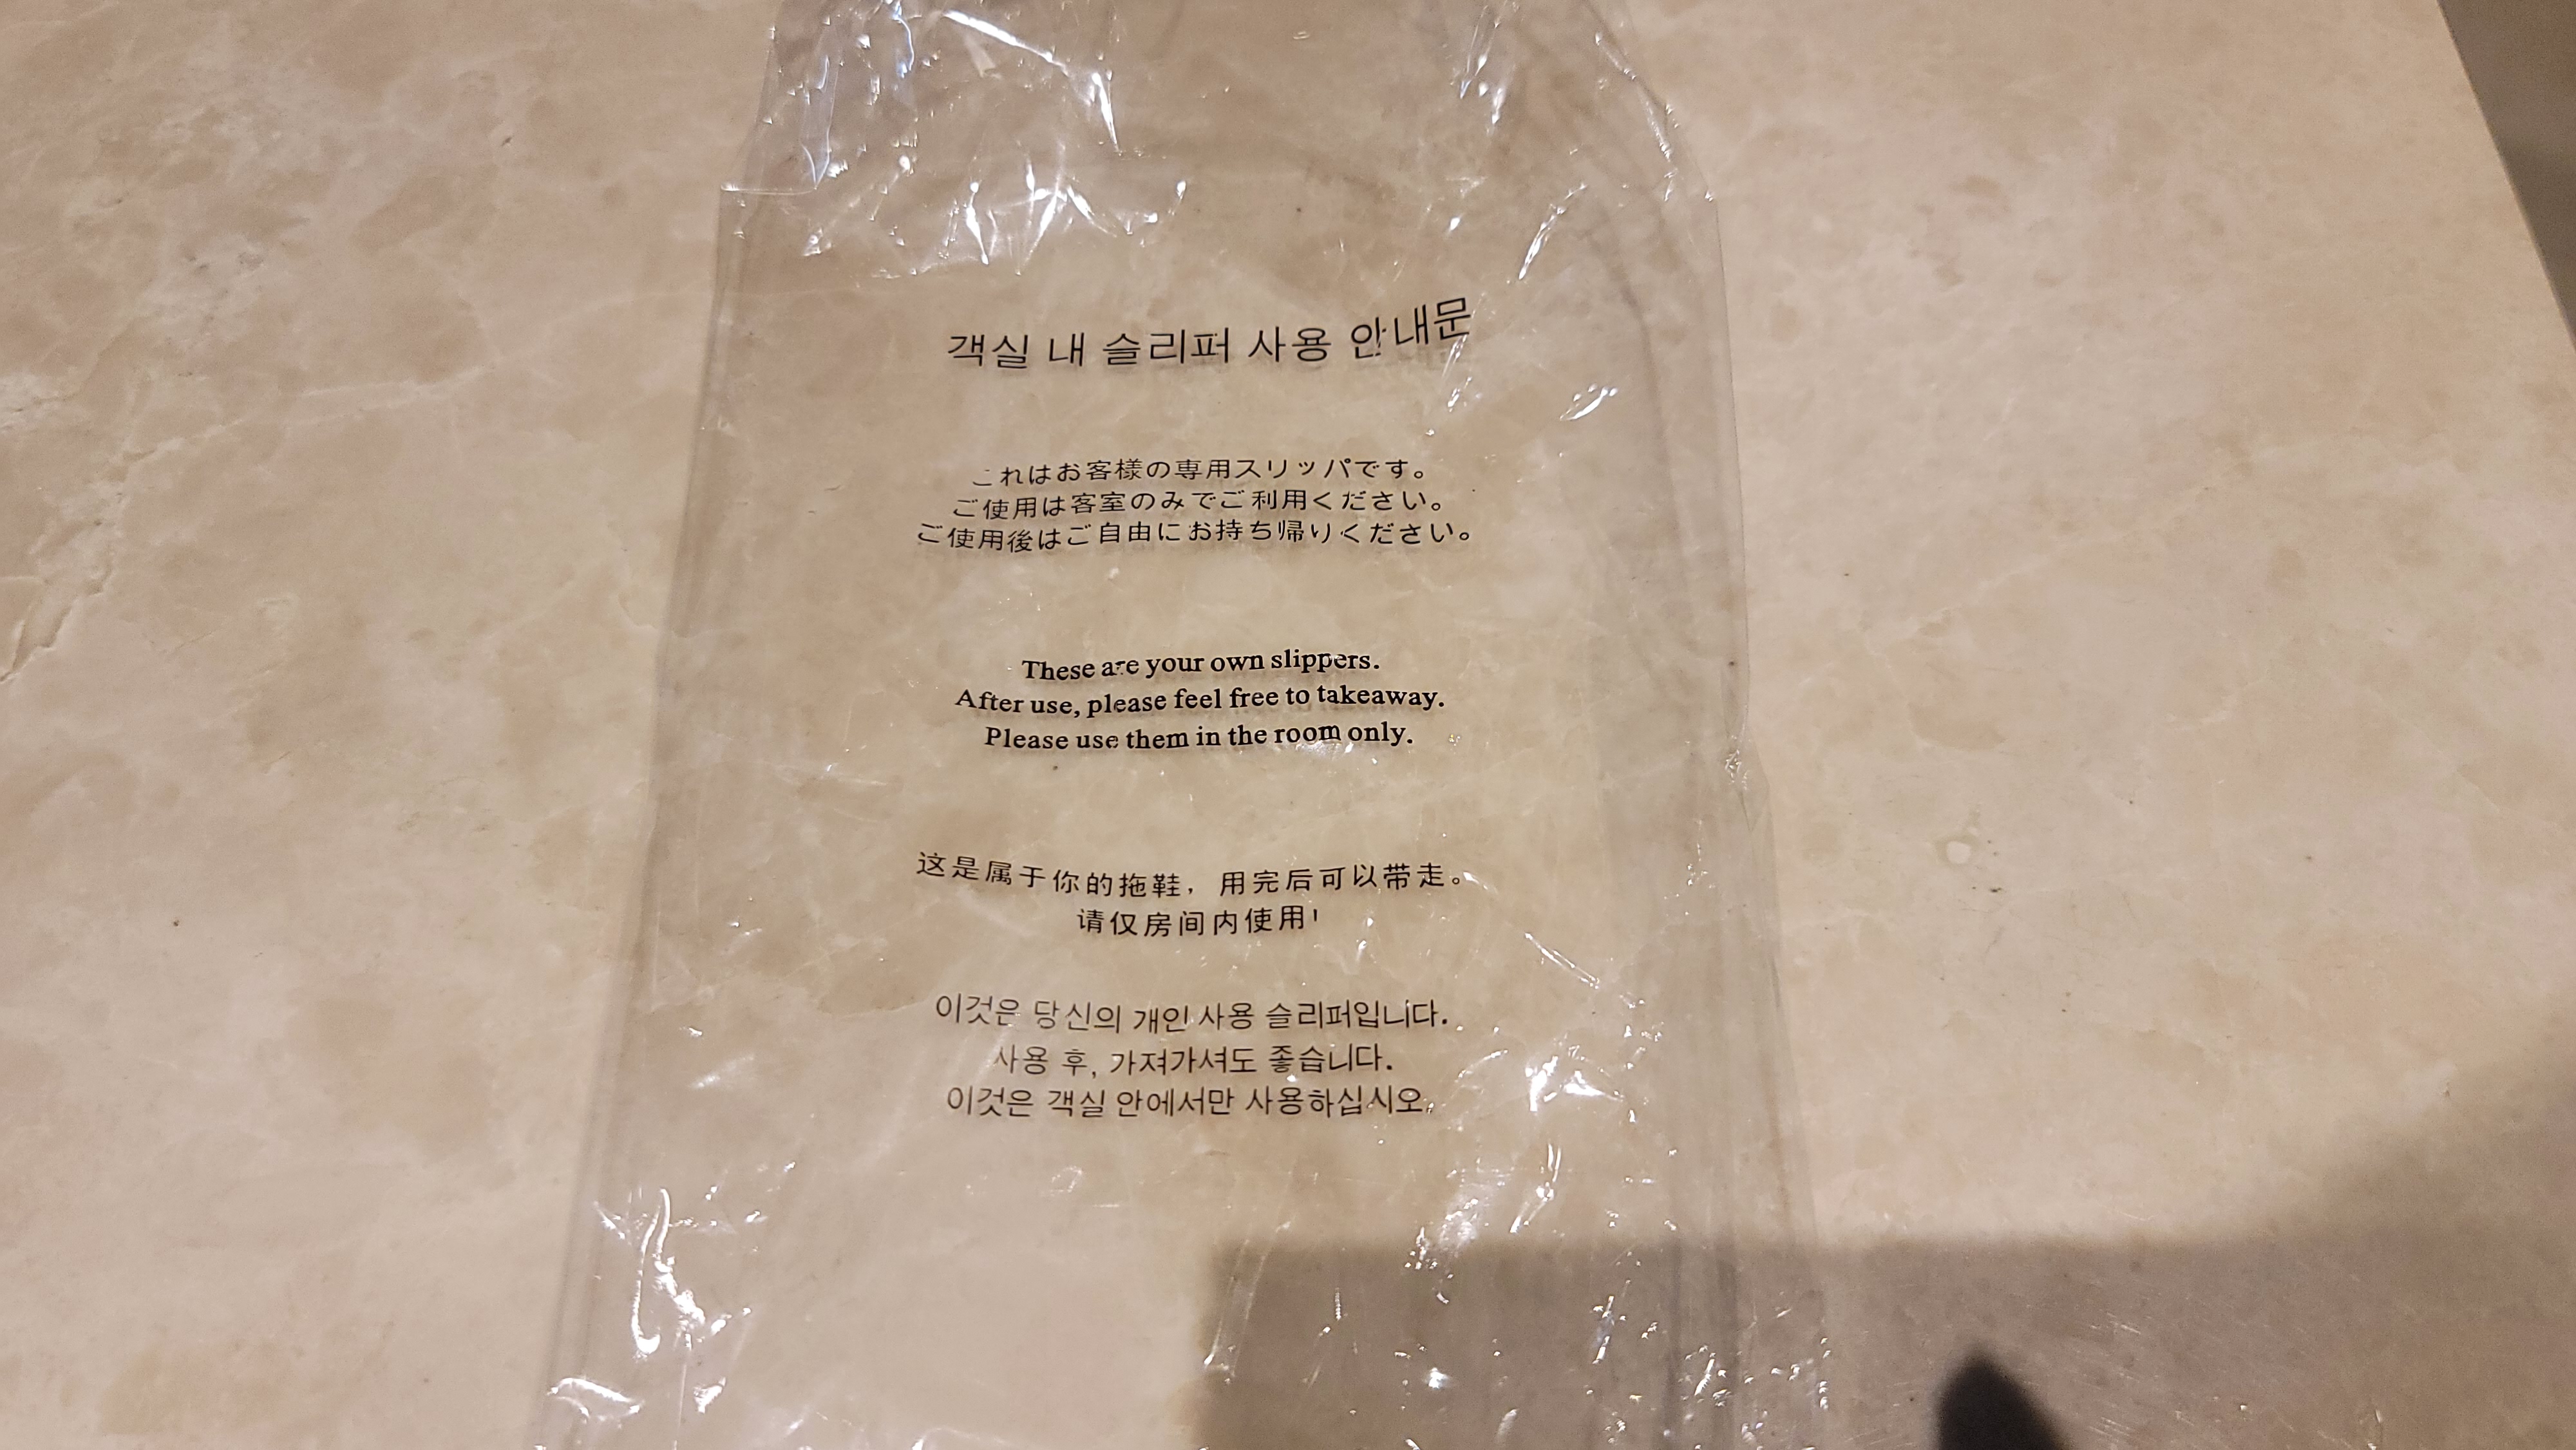 객실 내 슬리퍼 사용 안내문
これはお客様の専用スリッパです。
ご使用は客室のみでご利用ください。
ご使用後はご自由にお持ち帰りください。
These are your own slippers.
After use, please feel free to takeaway.
Please use them in the room only.
这是属于你的拖鞋，用完后可以带走。
请仅房间内使用!
이것은 당신의 개인 사용 슬리퍼입니다.
사용 후, 가져가셔도 좋습니다.
이것은 객실 안에서만 사용하십시오.